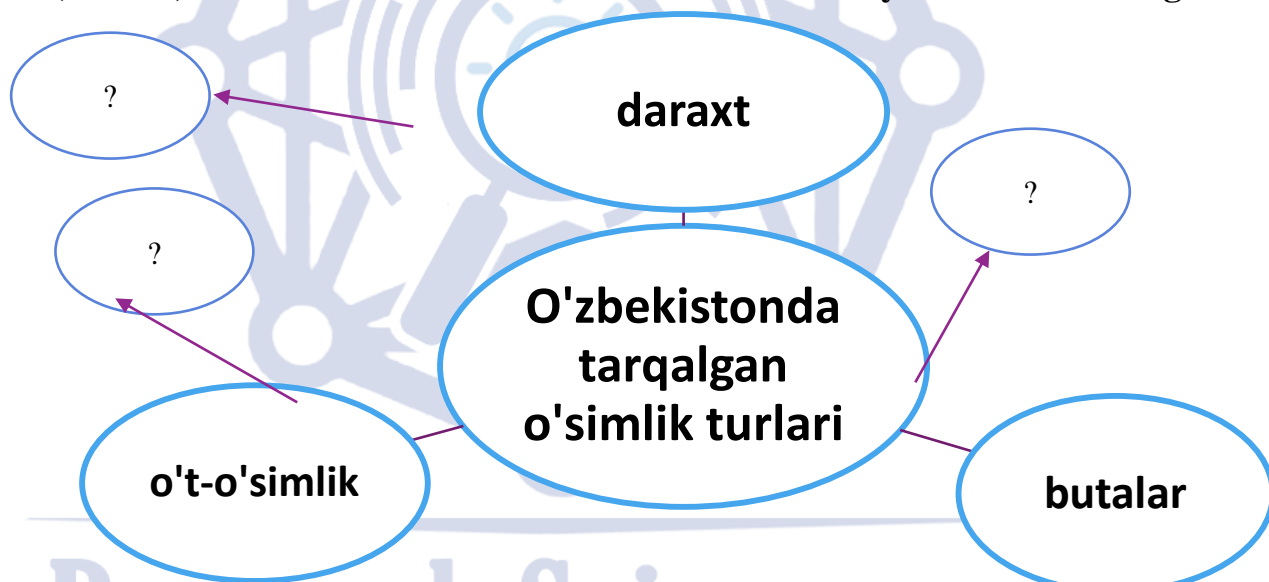 ?
daraxt
?
?
O'zbekistonda
tarqalgan
o'simlik turlari
o't-o'simlik
butalar